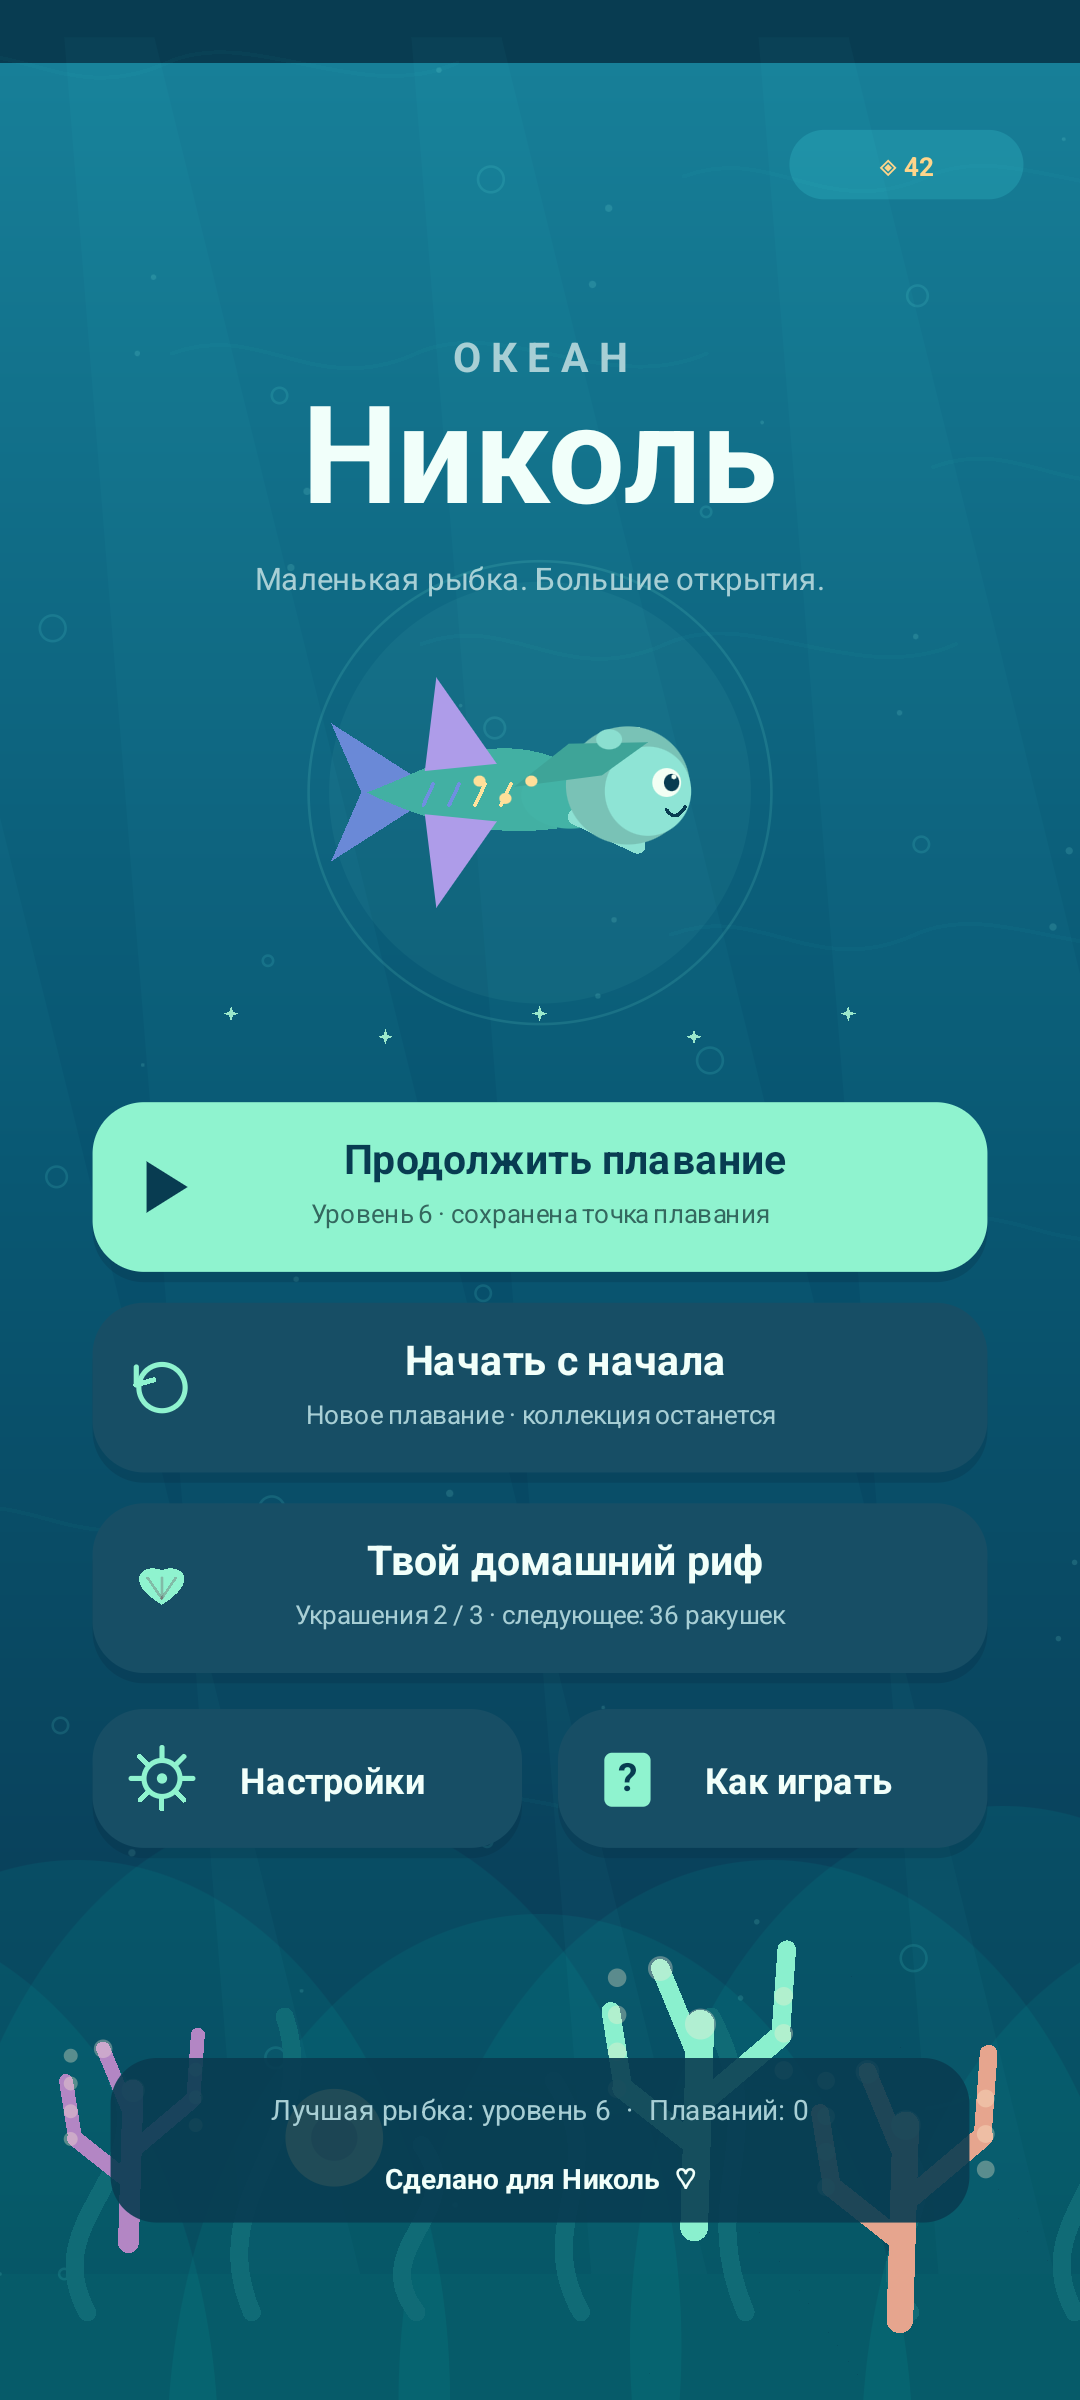 42
ОКЕАН
Николь
Маленькая рыбка. Большие открытия.
Продолжить плавание
Уровень 6 · сохранена точка плавания
Начать с начала
Новое плавание · коллекция останется
Твой домашний риф
Украшения 2 / 3 · следующее: 36 ракушек
Настройки
? Как играть
Лучшая рыбка: уровень 6 · Плаваний: 0
Сделано для Николь ♡